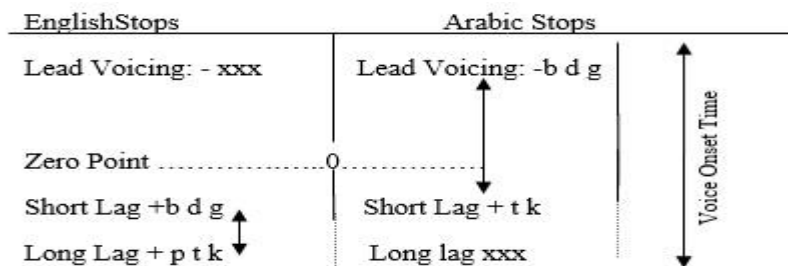 EnglishStops Arabic Stops
Lead Voicing: - xxx Lead Voicing: -b d g
Zero Point ........................0...........................
Short Lag +b d g Short Lag + t k
Long Lag + p t k Long lag xxx
Voice Onset Time